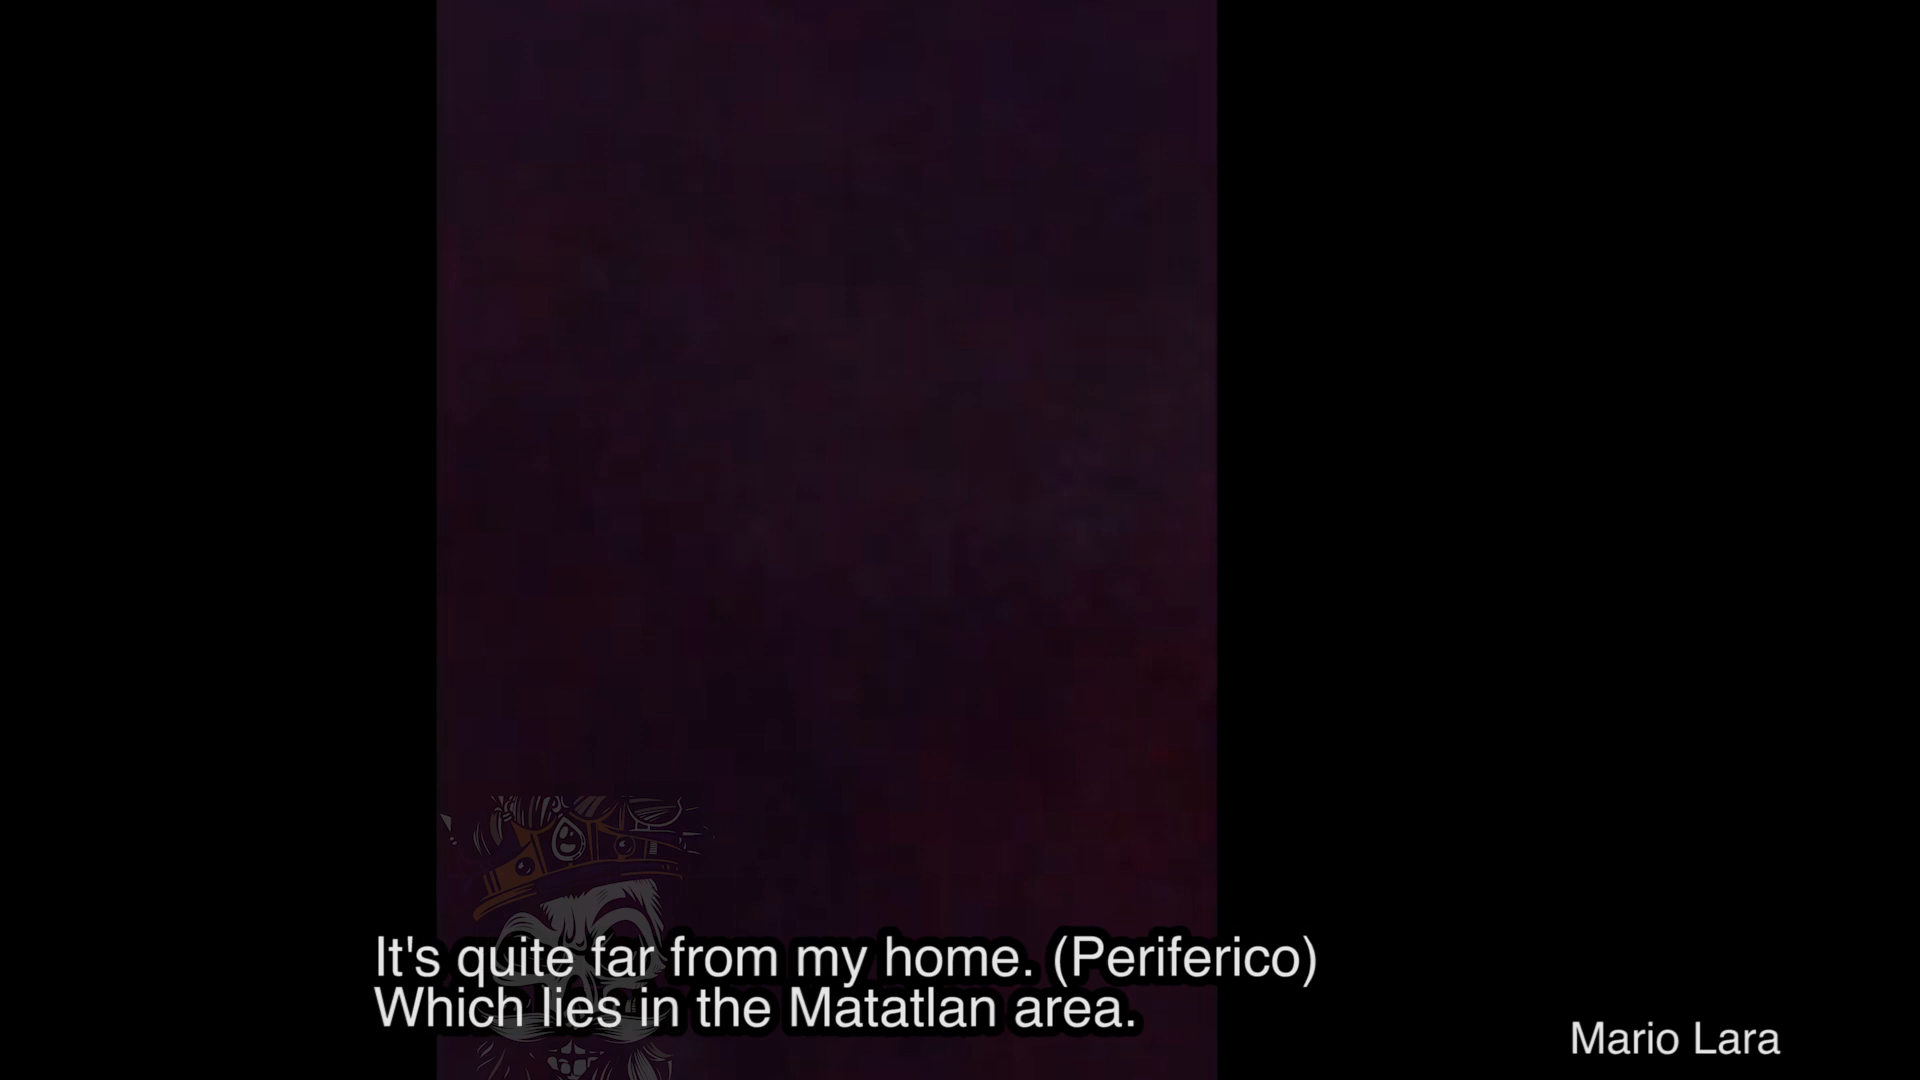 It's quite far from my home. (Periferico)
Which lies in the Matatlan area.
Mario Lara